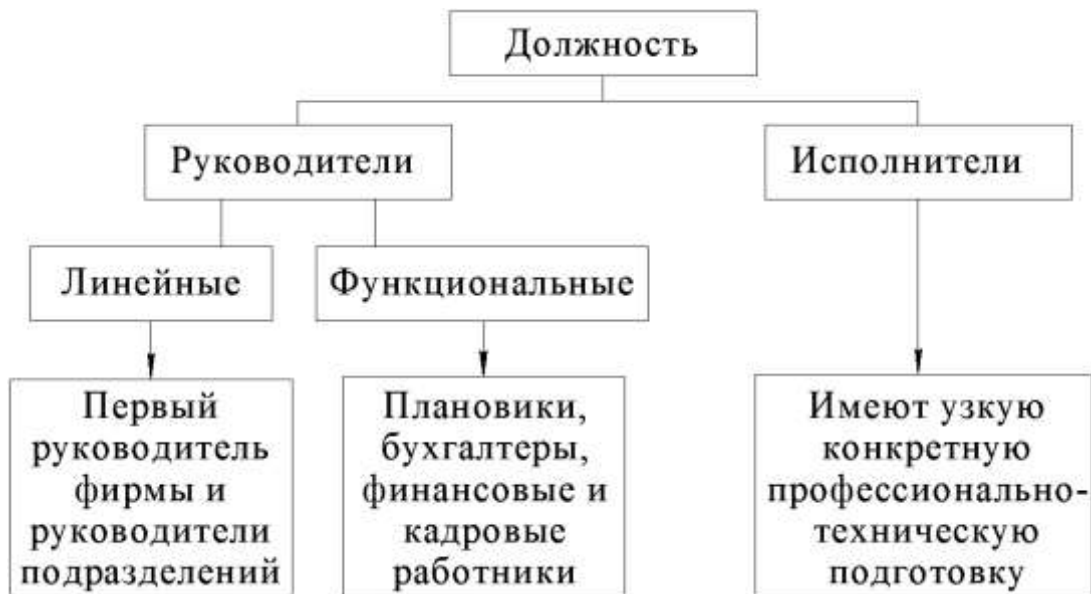 Должность
Руководители
Исполнители
Линейные
Функциональные
Первый
руководитель
фирмы и
руководители
подразделений
Плановики,
бухгалтеры,
финансовые и
кадровые
работники
Имеют узкую
конкретную
профессионально-
техническую
подготовку